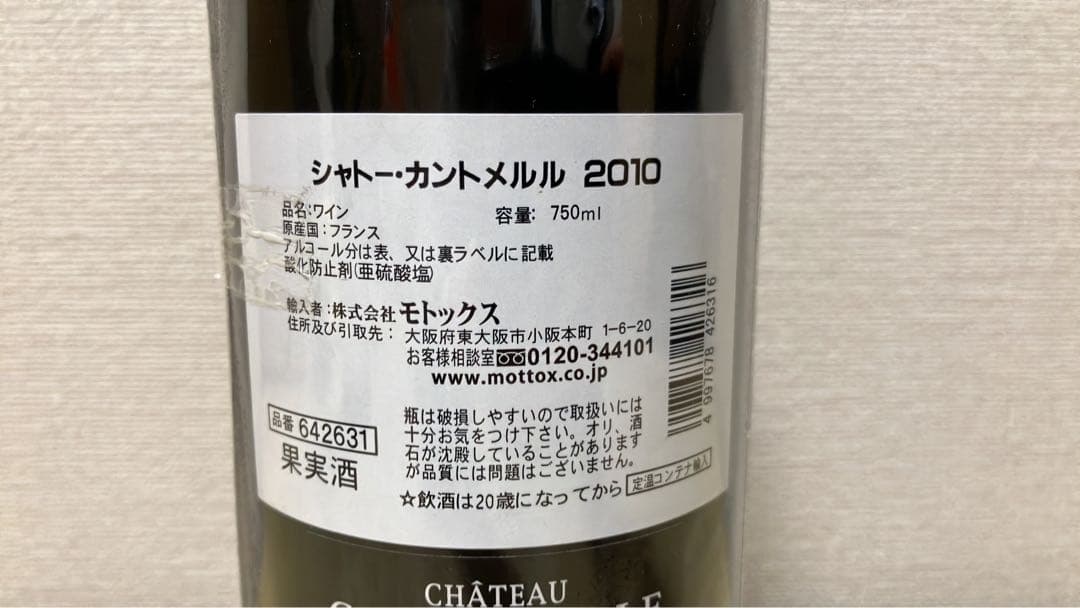 シャトー・カントメルル 2010
品名:ワイン 容量: 750ml
原産国:フランス
アルコール分は表、又は裏ラベルに記載
酸化防止剤(亜硫酸塩)
輸入者:株式会社モトックス
住所及び引取先: 大阪府東大阪市小阪本町 1-6-20
お客様相談室 0120-344101
www.mottox.co.jp
品番 642631
果実酒
瓶は破損しやすいので取扱いには
十分お気をつけ下さい。オリ、酒
石が沈殿していることがあります
が品質には問題はございません。
☆飲酒は20歳になってから 定温コンテナ輸入
4 997678 426316
CHÂTEAU